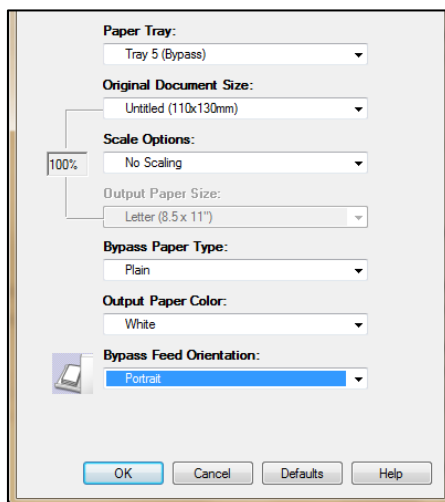 Paper Tray:
Tray 5 (Bypass)
Original Document Size:
Untitled (110x130mm)
Scale Options:
100%
No Scaling
Output Paper Size:
Letter (8.5 x 11")
Bypass Paper Type:
Plain
Output Paper Color:
White
Bypass Feed Orientation:
Portrait
OK Cancel Defaults Help